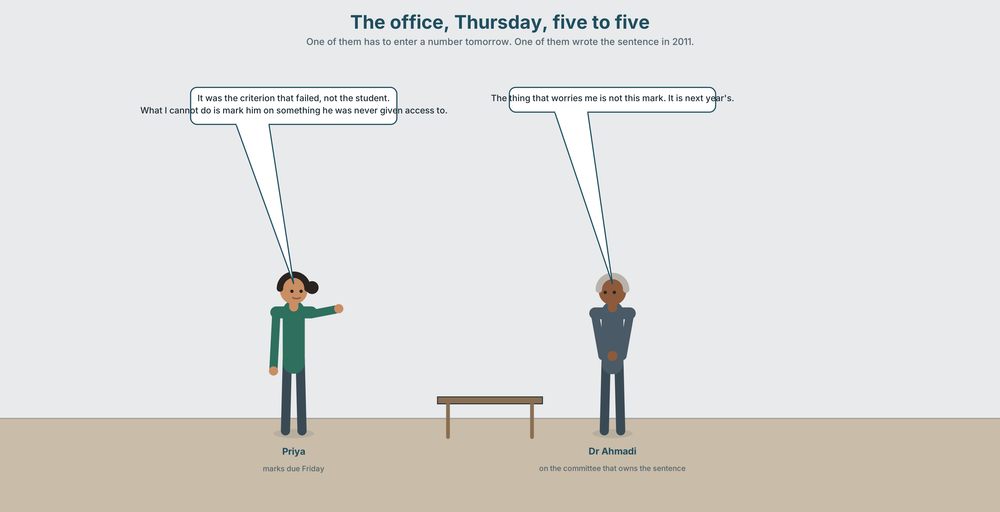 The office, Thursday, five to five
One of them has to enter a number tomorrow. One of them wrote the sentence in 2011.
It was the criterion that failed, not the student.
What I cannot do is mark him on something he was never given access to.
The thing that worries me is not this mark. It is next year's.
Priya
marks due Friday
Dr Ahmadi
on the committee that owns the sentence